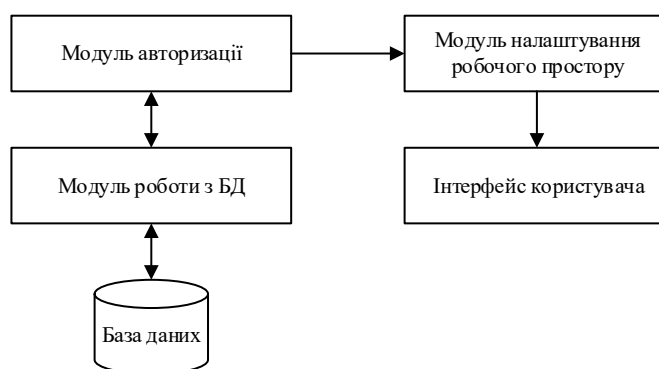 Модуль авторизації
Модуль налаштування
робочого простору
Модуль роботи з БД
Інтерфейс користувача
База даних